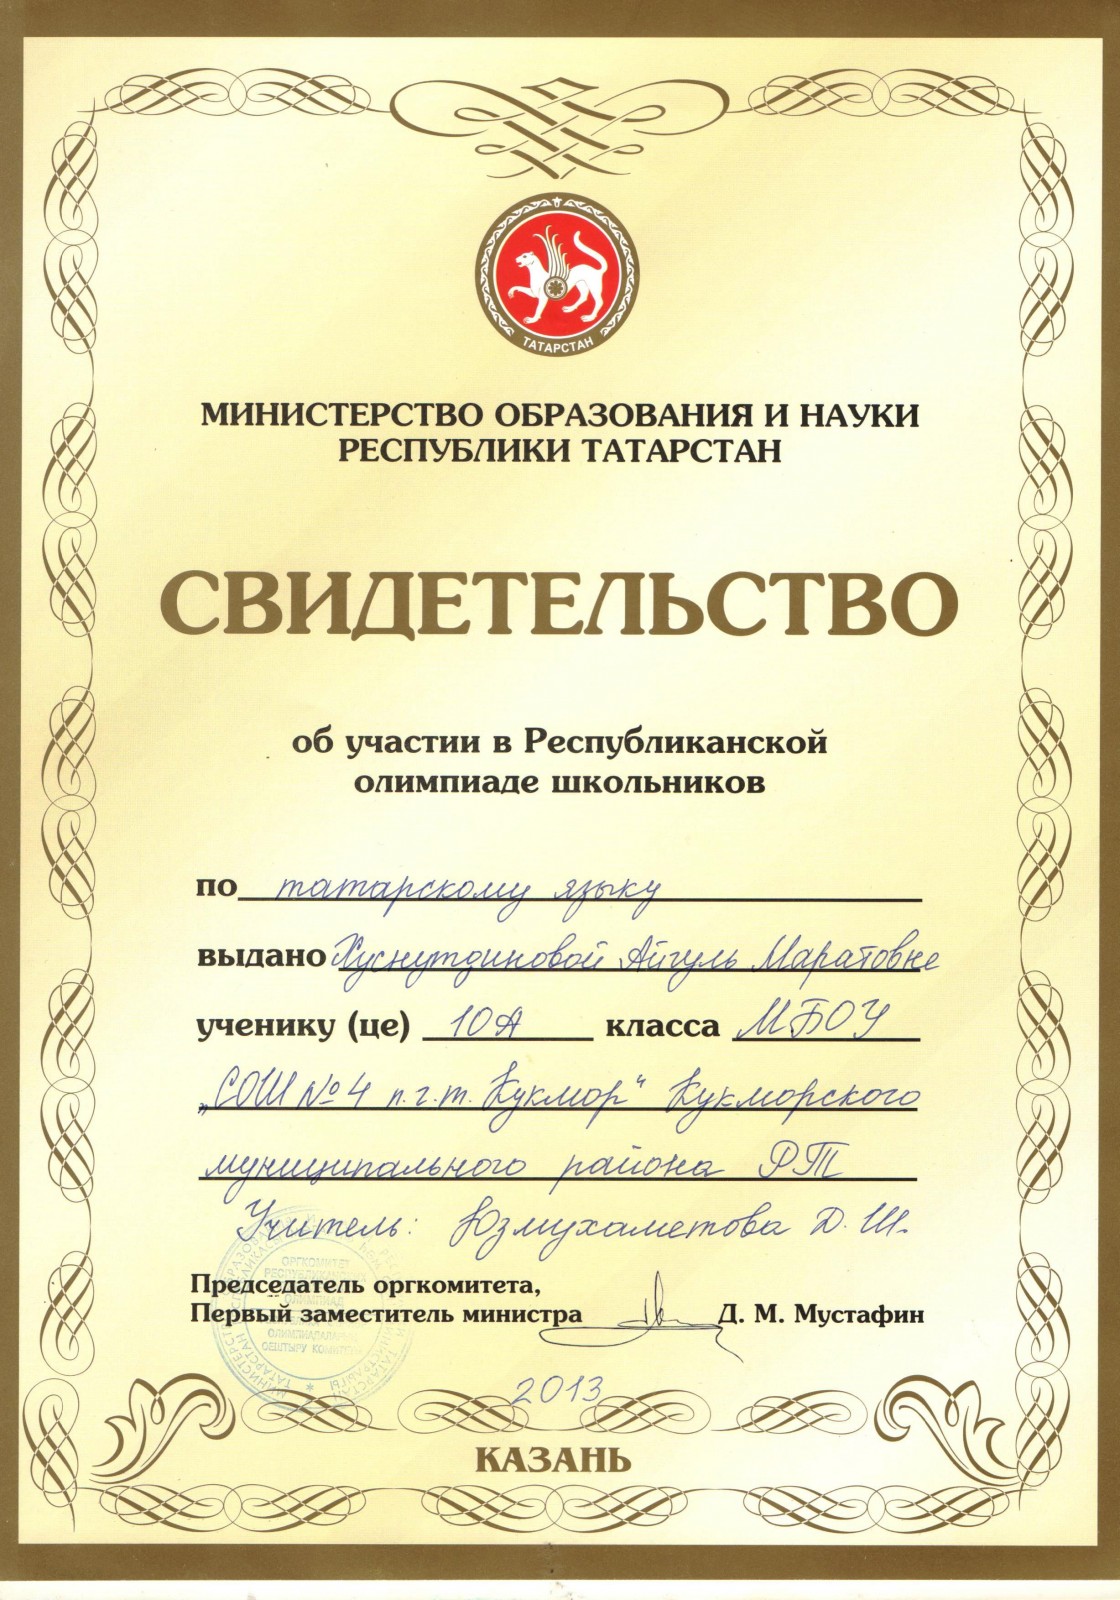 ТАТАРСТАН
МИНИСТЕРСТВО ОБРАЗОВАНИЯ И НАУКИ
РЕСПУБЛИКИ ТАТАРСТАН
СВИДЕТЕЛЬСТВО
об участии в Республиканской
олимпиаде школьников
по татарскому языку
выдано Хуснутдиновой Айгуль Маратовне
ученику (це) 10А класса МБОУ
„СОШ №4 п.г.т. Кукмор“ Кукморского
муниципального района РТ
Учитель: Юзмухаметова Д. Ш.
Председатель оргкомитета,
Первый заместитель министра Д. М. Мустафин
ОРГКОМИТЕТ
2013
КАЗАНЬ